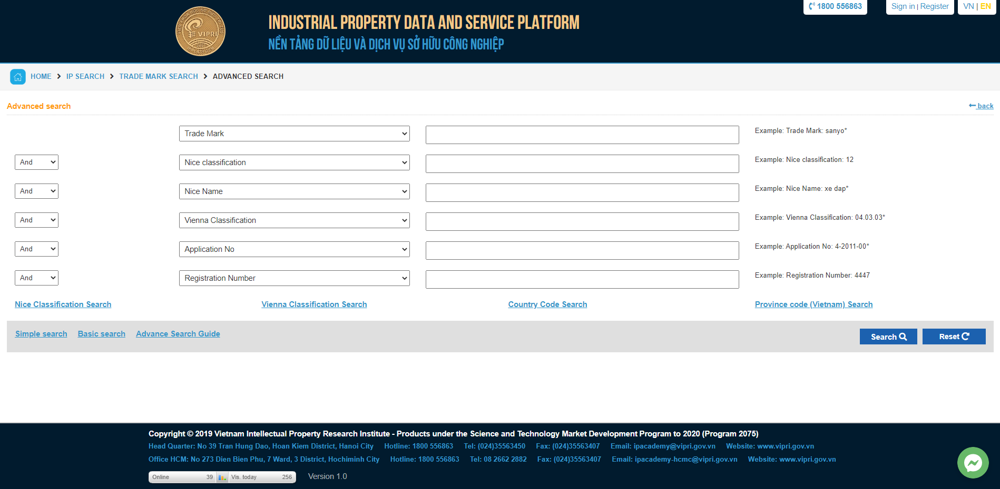 1800 556863
Sign in | Register
VN | EN
VIỆN KHOA HỌC SỞ HỮU TRÍ TUỆ
VIPRI
IPPLATFORM
INDUSTRIAL PROPERTY DATA AND SERVICE PLATFORM
NỀN TẢNG DỮ LIỆU VÀ DỊCH VỤ SỞ HỮU CÔNG NGHIỆP
HOME > IP SEARCH > TRADE MARK SEARCH > ADVANCED SEARCH
Advanced search
back
Trade Mark
Example: Trade Mark: sanyo*
And
Nice classification
Example: Nice classification: 12
And
Nice Name
Example: Nice Name: xe dap*
And
Vienna Classification
Example: Vienna Classification: 04.03.03*
And
Application No
Example: Application No: 4-2011-00*
And
Registration Number
Example: Registration Number: 4447
Nice Classification Search
Vienna Classification Search
Country Code Search
Province code (Vietnam) Search
Simple search
Basic search
Advance Search Guide
Search
Reset
Copyright © 2019 Vietnam Intellectual Property Research Institute - Products under the Science and Technology Market Development Program to 2020 (Program 2075)
Head Quarter: No 39 Tran Hung Dao, Hoan Kiem District, Hanoi City Hotline: 1800 556863 Tel: (024)35563450 Fax: (024)35563407 Email: ipacademy@vipri.gov.vn Website: www.vipri.gov.vn
Office HCM: No 273 Dien Bien Phu, 7 Ward, 3 District, Hochiminh City Hotline: 1800 556863 Tel: 08 2662 2882 Fax: (024)35563407 Email: ipacademy-hcmc@vipri.gov.vn Website: www.vipri.gov.vn
Online 39 Vis. today 256
Version 1.0